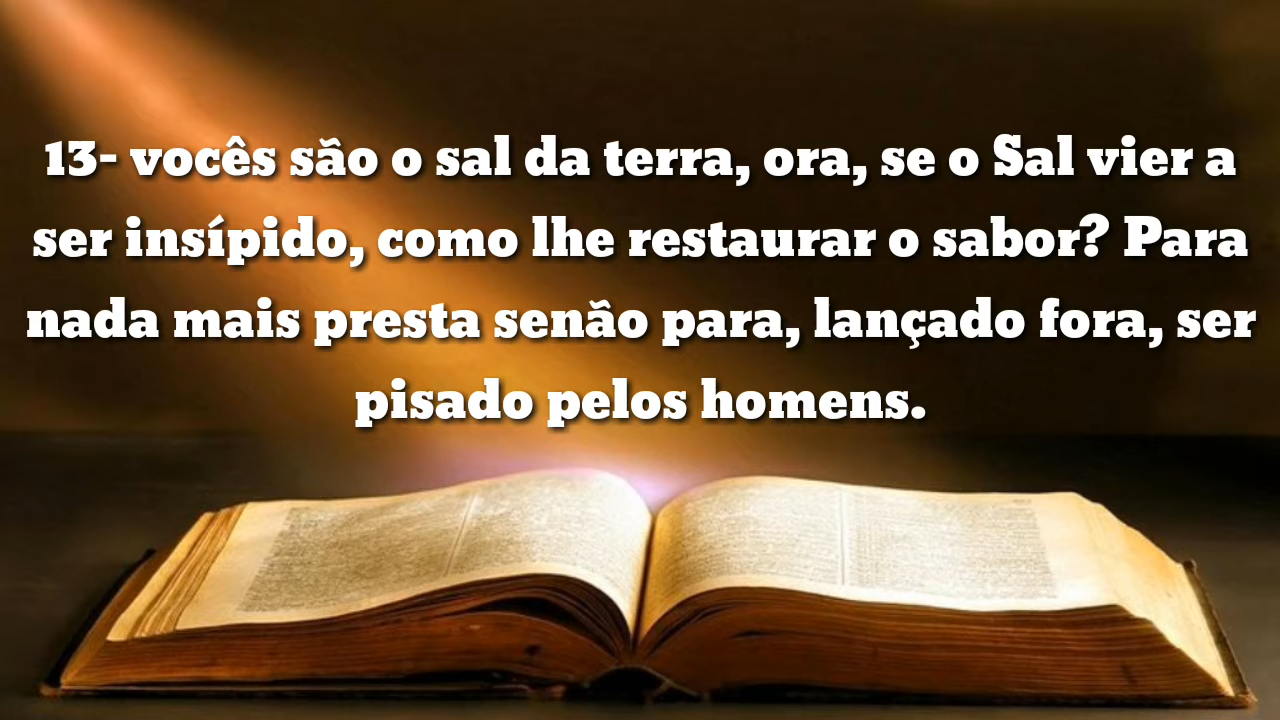 13- vocês são o sal da terra, ora, se o Sal vier a
ser insípido, como lhe restaurar o sabor? Para
nada mais presta senão para, lançado fora, ser
pisado pelos homens.